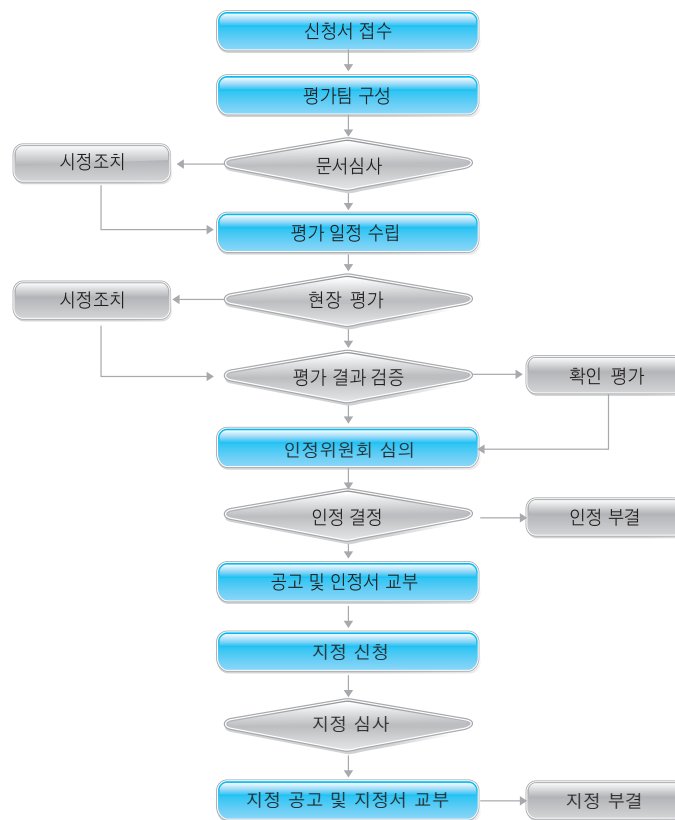 신청서 접수
평가팀 구성
시정조치
문서심사
평가 일정 수립
시정조치
현장 평가
평가 결과 검증
확인 평가
인정위원회 심의
인정 결정
인정 부결
공고 및 인정서 교부
지정 신청
지정 심사
지정 공고 및 지정서 교부
지정 부결